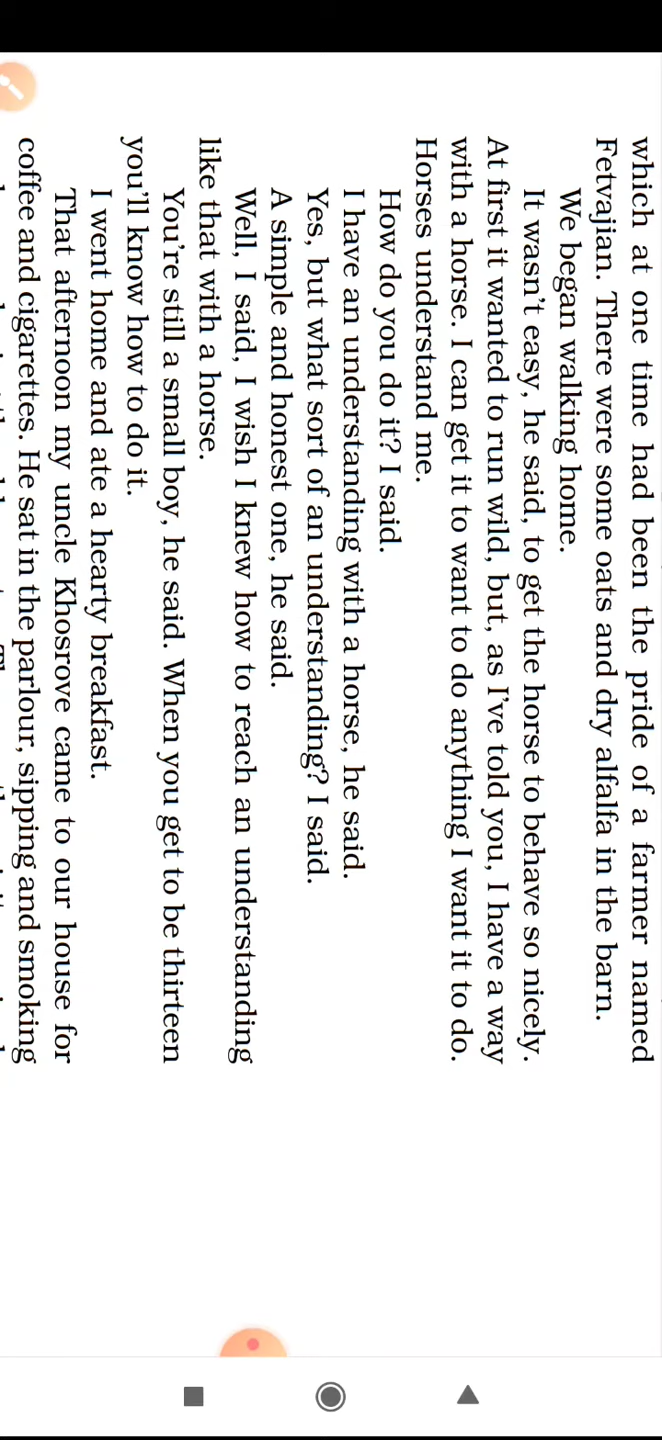 which at one time had been the pride of a farmer named
Fetvajian. There were some oats and dry alfalfa in the barn.
We began walking home.
It wasn't easy, he said, to get the horse to behave so nicely.
At first it wanted to run wild, but, as I've told you, I have a way
with a horse. I can get it to want to do anything I want it to do.
Horses understand me.
How do you do it? I said.
I have an understanding with a horse, he said.
Yes, but what sort of an understanding? I said.
A simple and honest one, he said.
Well, I said, I wish I knew how to reach an understanding
like that with a horse.
You're still a small boy, he said. When you get to be thirteen
you'll know how to do it.
I went home and ate a hearty breakfast.
That afternoon my uncle Khosrove came to our house for
coffee and cigarettes. He sat in the parlour, sipping and smoking